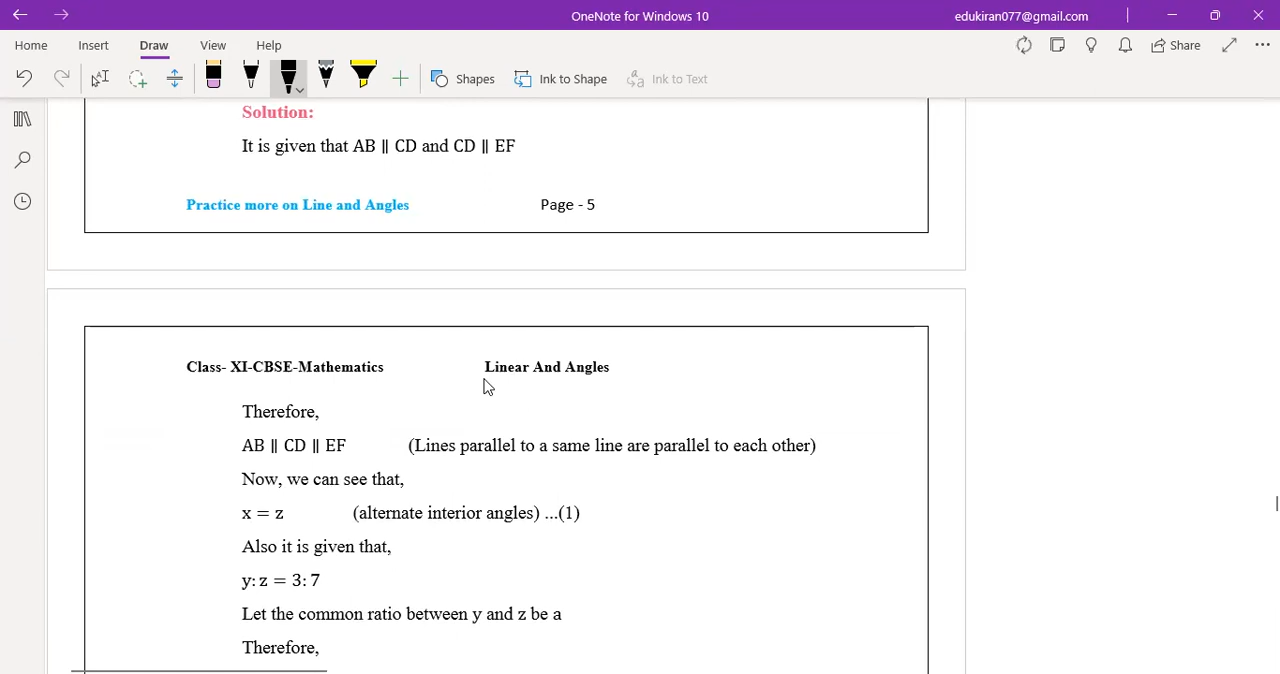 OneNote for Windows 10
edukiran077@gmail.com
Home Insert Draw View Help
Share
Shapes Ink to Shape Ink to Text
Solution:
It is given that AB ∥ CD and CD ∥ EF
Practice more on Line and Angles Page - 5
Class- XI-CBSE-Mathematics Linear And Angles
Therefore,
AB ∥ CD ∥ EF (Lines parallel to a same line are parallel to each other)
Now, we can see that,
x = z (alternate interior angles) ...(1)
Also it is given that,
y: z = 3: 7
Let the common ratio between y and z be a
Therefore,